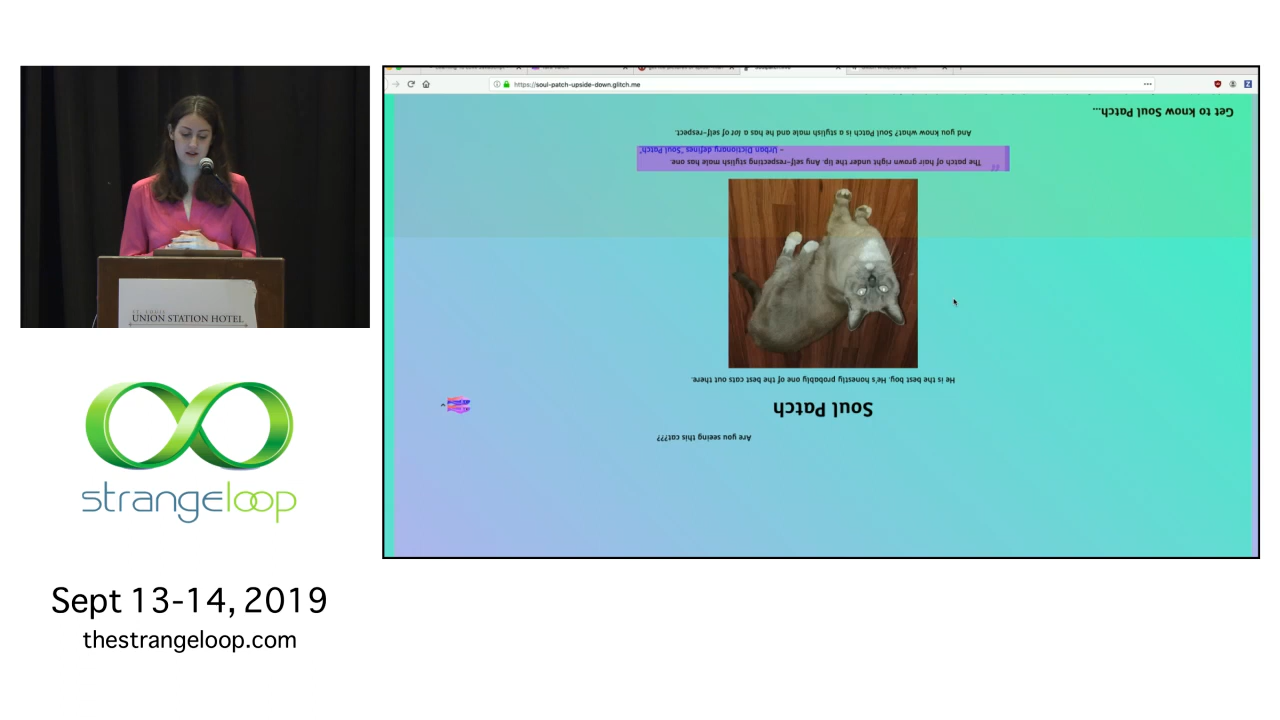 ST. LOUIS
UNION STATION HOTEL
strangeloop
Sept 13-14, 2019
thestrangeloop.com
https://soul-patch-upside-down.glitch.me
Are you seeing this cat???
Soul Patch
He is the best boy. He's honestly probably one of the best cats out there.
The patch of hair grown right under the lip. Any self-respecting stylish male has one.
- Urban Dictionary defines "Soul Patch"
And you know what? Soul Patch is a stylish male and he has a lot of self-respect.
Get to know Soul Patch...